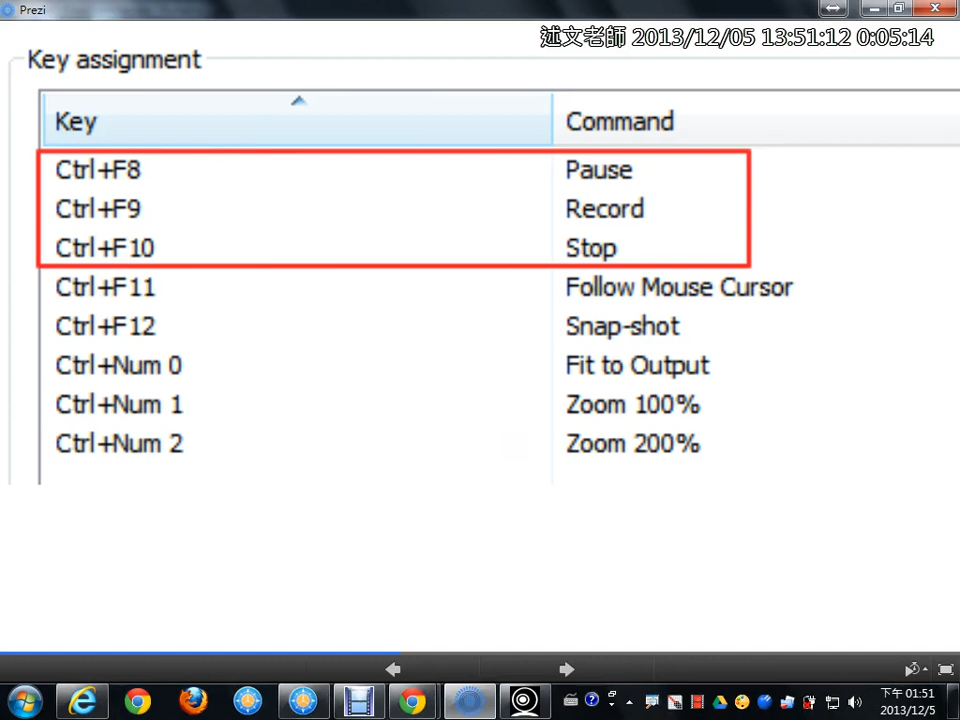 Prezi
述文老師 2013/12/05 13:51:12 0:05:14
Key assignment
Key Command
Ctrl+F8 Pause
Ctrl+F9 Record
Ctrl+F10 Stop
Ctrl+F11 Follow Mouse Cursor
Ctrl+F12 Snap-shot
Ctrl+Num 0 Fit to Output
Ctrl+Num 1 Zoom 100%
Ctrl+Num 2 Zoom 200%
下午 01:51
2013/12/5